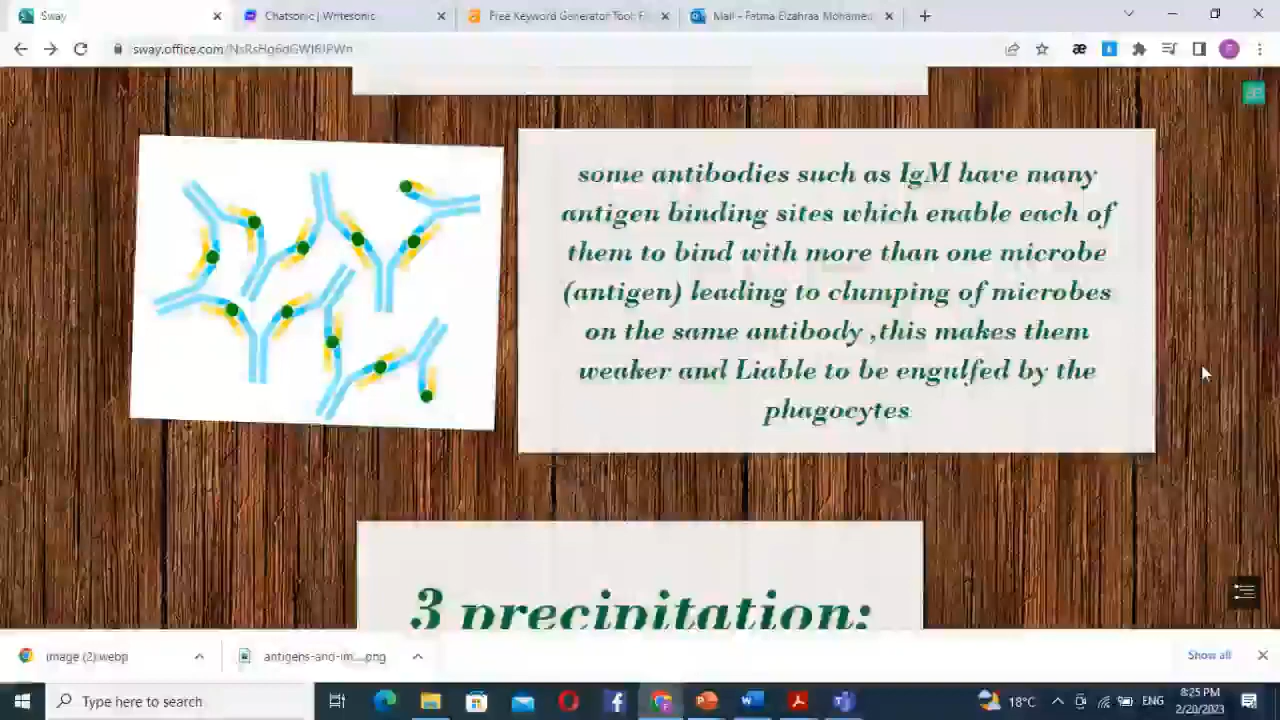 Sway
Chatsonic | Writesonic
Free Keyword Generator Tool: F
Mail - Fatma Elzahraa Mohamed
sway.office.com/
some antibodies such as IgM have many
antigen binding sites which enable each of
them to bind with more than one microbe
(antigen) leading to clumping of microbes
on the same antibody ,this makes them
weaker and Liable to be engulfed by the
phagocytes
3 precipitation:
image (2).webp
antigens-and-im....png
Show all
Type here to search
18°C
ENG
8:25 PM
2/20/2023